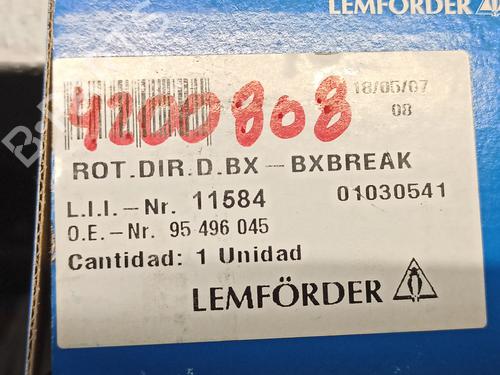 LEMFÖRDER
18/05/07
4200808
08
ROT.DIR.D.BX — BXBREAK
L.I.I.—Nr. 11584 01030541
O.E.—Nr. 95 496 045
Cantidad: 1 Unidad
LEMFÖRDER